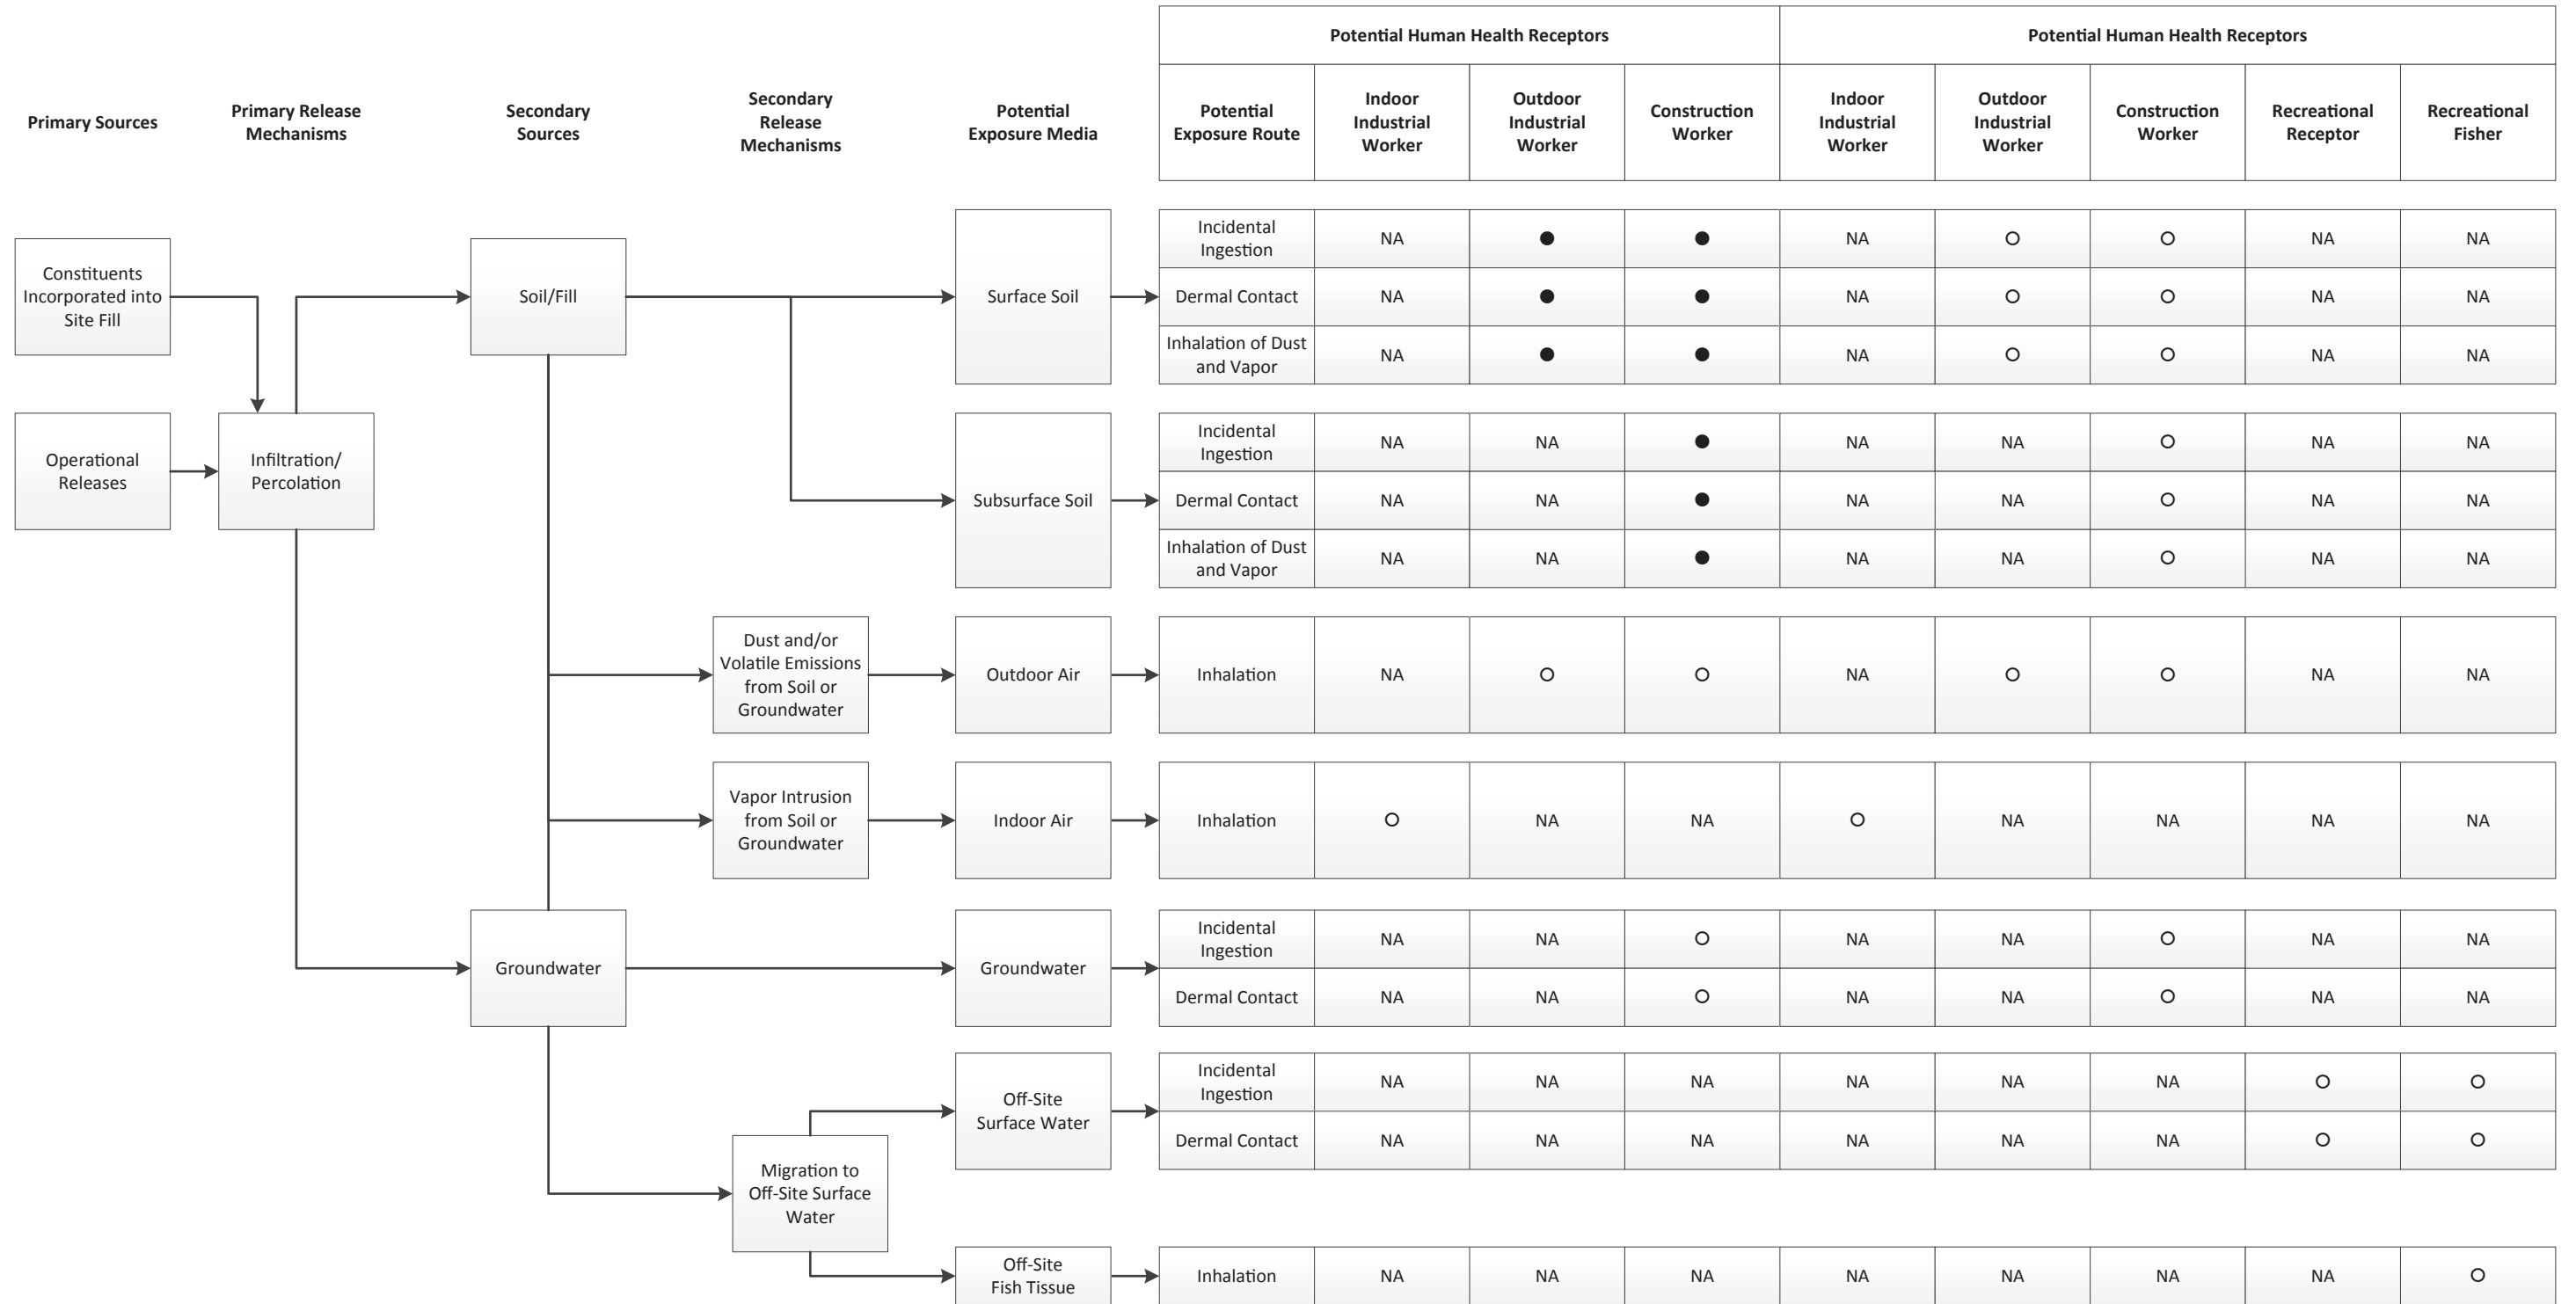 Potential Human Health Receptors
Potential Human Health Receptors
Primary Sources
Primary Release
Mechanisms
Secondary
Sources
Secondary
Release
Mechanisms
Potential
Exposure Media
Potential
Exposure Route
Indoor
Industrial
Worker
Outdoor
Industrial
Worker
Construction
Worker
Indoor
Industrial
Worker
Outdoor
Industrial
Worker
Construction
Worker
Recreational
Receptor
Recreational
Fisher
Constituents
Incorporated into
Site Fill
Operational
Releases
Infiltration/
Percolation
Soil/Fill
Surface Soil
Incidental
Ingestion
NA
NA
NA
NA
Dermal Contact
NA
NA
NA
NA
Inhalation of Dust
and Vapor
NA
NA
NA
NA
Subsurface Soil
Incidental
Ingestion
NA
NA
NA
NA
NA
NA
Dermal Contact
NA
NA
NA
NA
NA
NA
Inhalation of Dust
and Vapor
NA
NA
NA
NA
NA
NA
Dust and/or
Volatile Emissions
from Soil or
Groundwater
Outdoor Air
Inhalation
NA
NA
NA
NA
Vapor Intrusion
from Soil or
Groundwater
Indoor Air
Inhalation
NA
NA
NA
NA
NA
NA
Groundwater
Groundwater
Incidental
Ingestion
NA
NA
NA
NA
NA
NA
Dermal Contact
NA
NA
NA
NA
NA
NA
Migration to
Off-Site Surface
Water
Off-Site
Surface Water
Incidental
Ingestion
NA
NA
NA
NA
NA
NA
Dermal Contact
NA
NA
NA
NA
NA
NA
Off-Site
Fish Tissue
Inhalation
NA
NA
NA
NA
NA
NA
NA